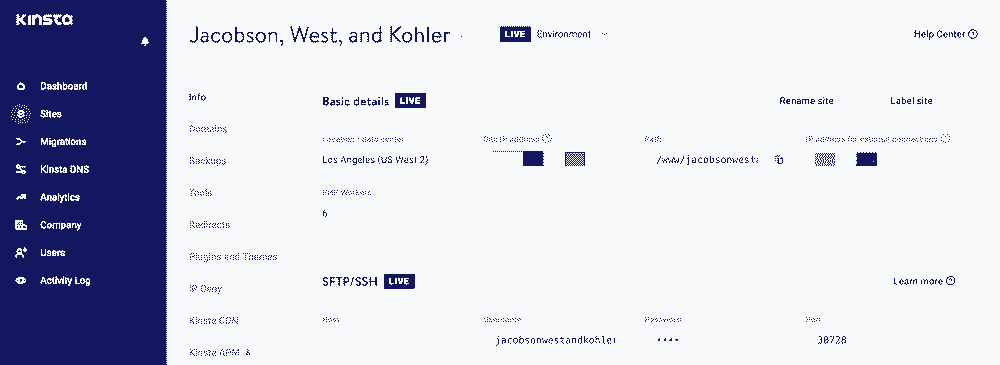 Kinsta
Jacobson, West, and Kohler
LIVE Environment
Help Center
Dashboard
Sites
Migrations
Kinsta DNS
Analytics
Company
Users
Activity Log
Info
Domains
Backups
Tools
Redirects
Plugins and Themes
IP Deny
Kinsta CDN
Kinsta APM
Basic details LIVE
Rename site
Label site
Location / data center
Site IP address
Path
IP address for external connections
Los Angeles (US West 2)
/www/jacobsonwesta
PHP Workers
6
SFTP/SSH LIVE
Learn more
Host
Username
Password
Port
jacobsonwestandkohler
••••
30728